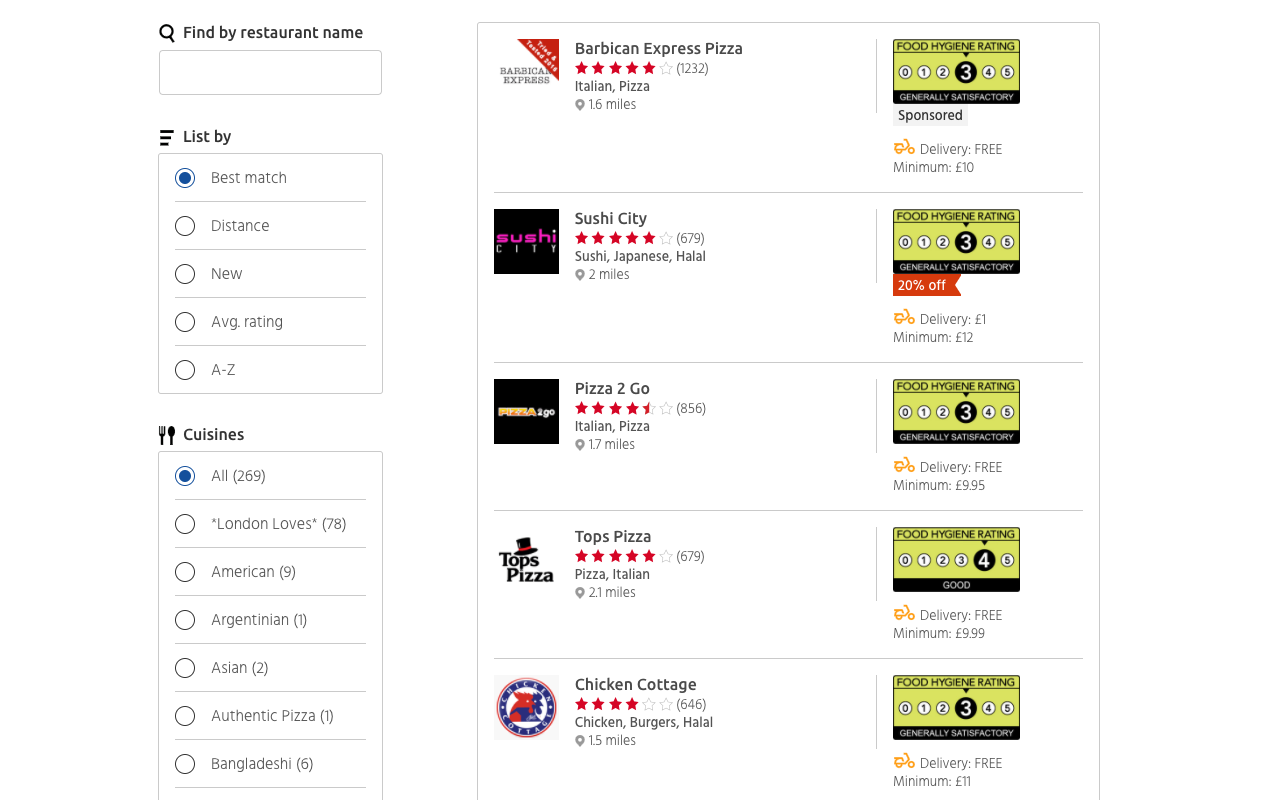 Find by restaurant name
List by
Best match
Distance
New
Avg. rating
A-Z
Cuisines
All (269)
*London Loves* (78)
American (9)
Argentinian (1)
Asian (2)
Authentic Pizza (1)
Bangladeshi (6)
Tried & Tested 2016
BARBICAN EXPRESS
Barbican Express Pizza
(1232)
Italian, Pizza
1.6 miles
FOOD HYGIENE RATING
0 1 2 3 4 5
GENERALLY SATISFACTORY
Sponsored
Delivery: FREE
Minimum: £10
sushi
CITY
Sushi City
(679)
Sushi, Japanese, Halal
2 miles
FOOD HYGIENE RATING
0 1 2 3 4 5
GENERALLY SATISFACTORY
20% off
Delivery: £1
Minimum: £12
PIZZA2go
Pizza 2 Go
(856)
Italian, Pizza
1.7 miles
FOOD HYGIENE RATING
0 1 2 3 4 5
GENERALLY SATISFACTORY
Delivery: FREE
Minimum: £9.95
Tops
Pizza
Tops Pizza
(679)
Pizza, Italian
2.1 miles
FOOD HYGIENE RATING
0 1 2 3 4 5
GOOD
Delivery: FREE
Minimum: £9.99
CHICKEN
COTTAGE
Chicken Cottage
(646)
Chicken, Burgers, Halal
1.5 miles
FOOD HYGIENE RATING
0 1 2 3 4 5
GENERALLY SATISFACTORY
Delivery: FREE
Minimum: £11